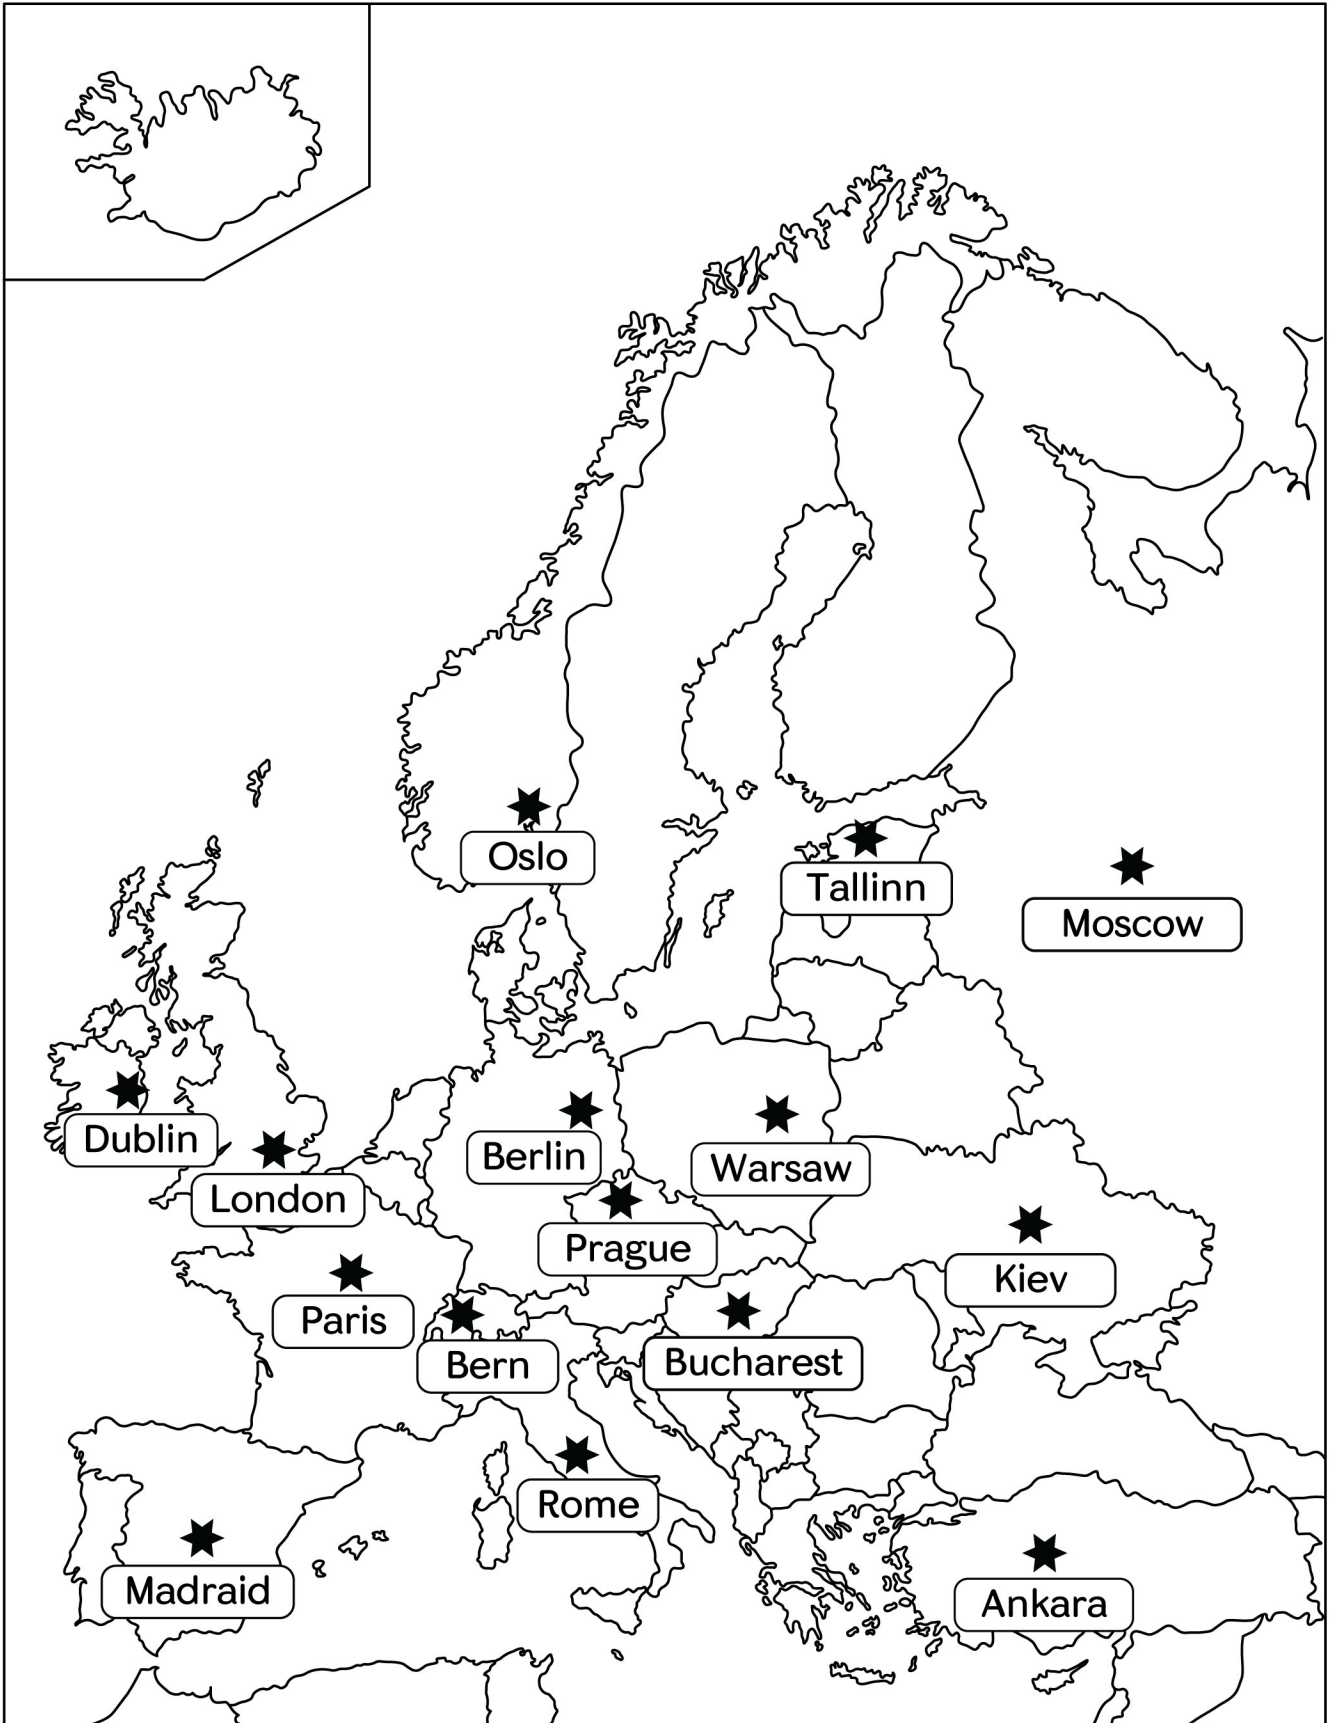 Oslo
Tallinn
Moscow
Dublin
Berlin
Warsaw
London
Prague
Kiev
Paris
Bern
Bucharest
Rome
Madraid
Ankara